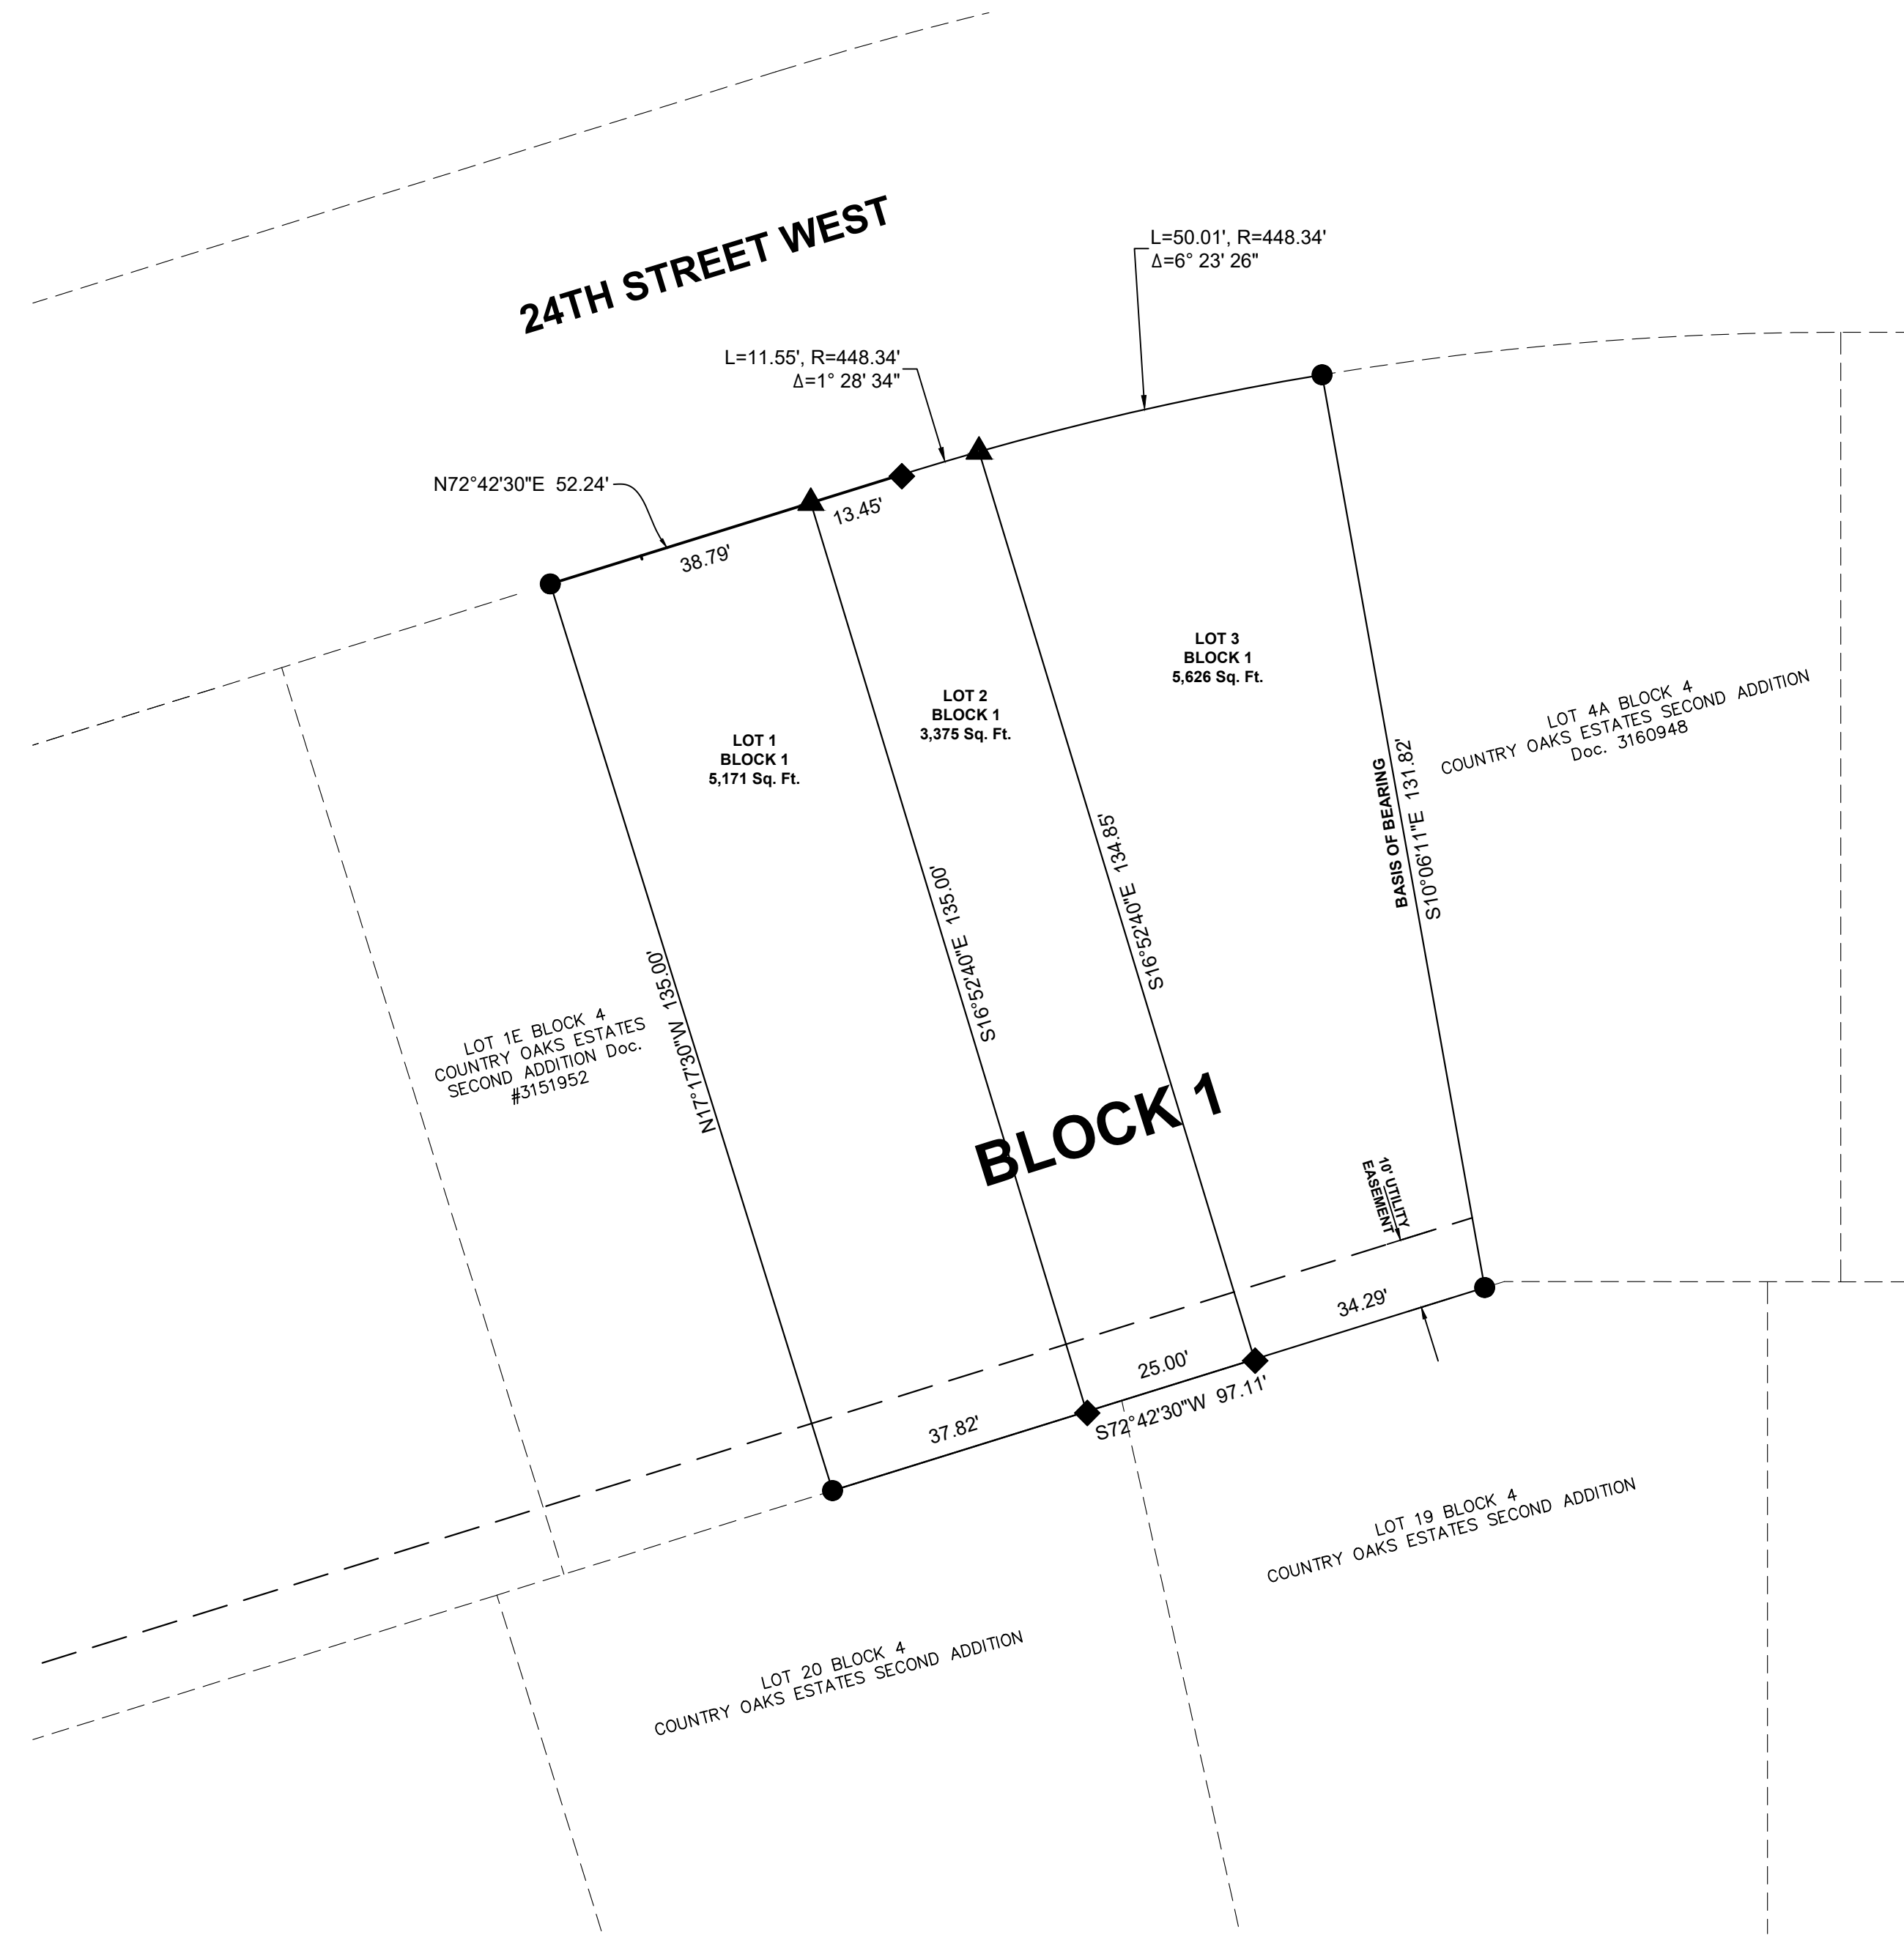 24TH STREET WEST
L=50.01', R=448.34'
Δ=6° 23' 26"
L=11.55', R=448.34'
Δ=1° 28' 34"
N72°42'30"E 52.24'
13.45'
38.79'
LOT 3
BLOCK 1
5,626 Sq. Ft.
LOT 2
BLOCK 1
3,375 Sq. Ft.
LOT 1
BLOCK 1
5,171 Sq. Ft.
LOT 4A BLOCK 4
COUNTRY OAKS ESTATES SECOND ADDITION
Doc. 3160948
BASIS OF BEARING
S10°06'11"E 131.82'
S16°52'40"E 134.85'
S16°52'40"E 135.00'
N17°17'30"W 135.00'
LOT 1E BLOCK 4
COUNTRY OAKS ESTATES
SECOND ADDITION Doc.
#3151952
BLOCK 1
10' UTILITY
EASEMENT
34.29'
25.00'
S72°42'30"W 97.11'
37.82'
LOT 19 BLOCK 4
COUNTRY OAKS ESTATES SECOND ADDITION
LOT 20 BLOCK 4
COUNTRY OAKS ESTATES SECOND ADDITION